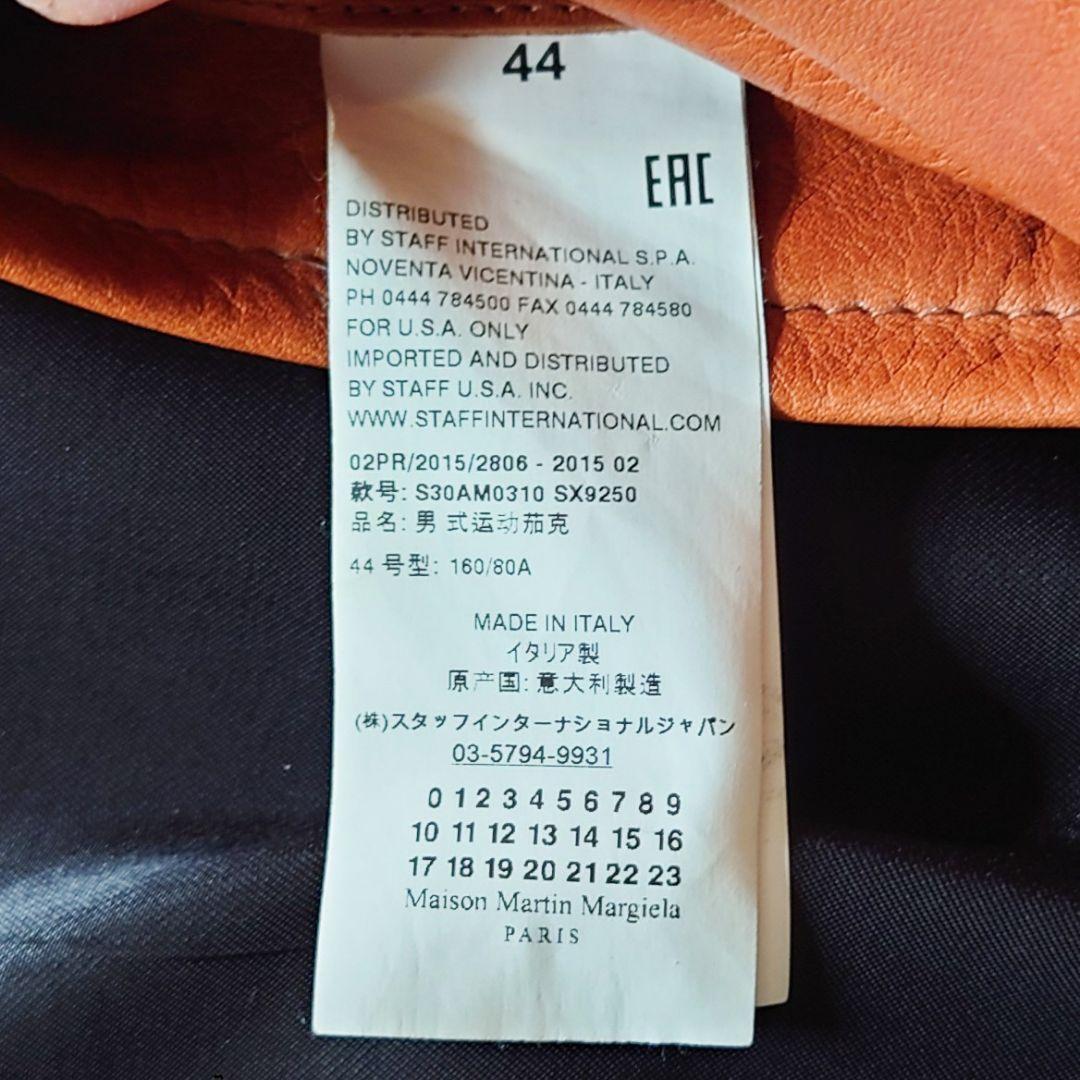 44
EAC
DISTRIBUTED
BY STAFF INTERNATIONAL S.P.A.
NOVENTA VICENTINA - ITALY
PH 0444 784500 FAX 0444 784580
FOR U.S.A. ONLY
IMPORTED AND DISTRIBUTED
BY STAFF U.S.A. INC.
WWW.STAFFINTERNATIONAL.COM
02PR/2015/2806 - 2015 02
款号: S30AM0310 SX9250
品名: 男 式运动茄克
44 号型: 160/80A
MADE IN ITALY
イタリア製
原产国: 意大利製造
(株)スタッフインターナショナルジャパン
03-5794-9931
0 1 2 3 4 5 6 7 8 9
10 11 12 13 14 15 16
17 18 19 20 21 22 23
Maison Martin Margiela
PARIS